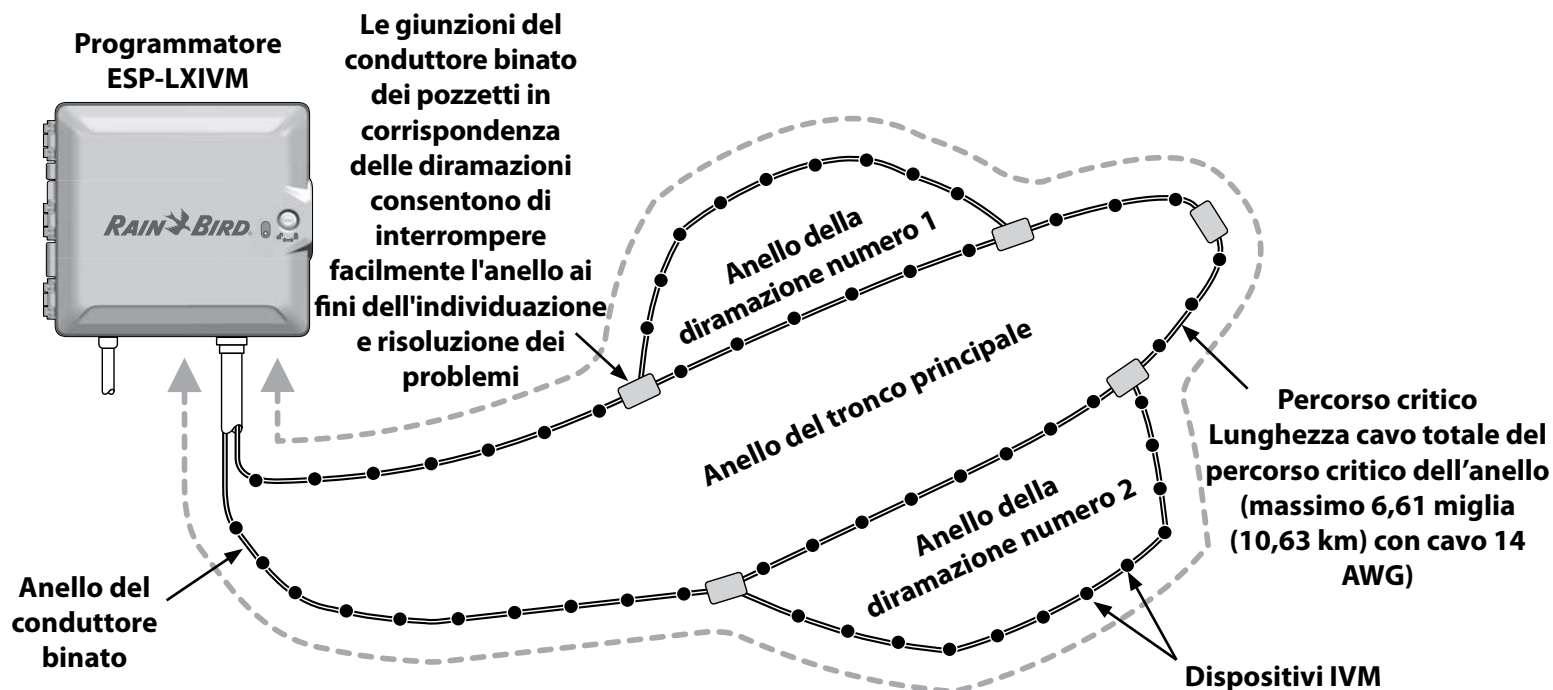 Programmatore
ESP-LXIVM
RAIN BIRD
Le giunzioni del
conduttore binato
dei pozzetti in
corrispondenza
delle diramazioni
consentono di
interrompere
facilmente l'anello ai
fini dell'individuazione
e risoluzione dei
problemi
Anello della
diramazione numero 1
Anello del tronco principale
Anello della
diramazione numero 2
Percorso critico
Lunghezza cavo totale del
percorso critico dell’anello
(massimo 6,61 miglia
(10,63 km) con cavo 14
AWG)
Anello del
conduttore
binato
Dispositivi IVM